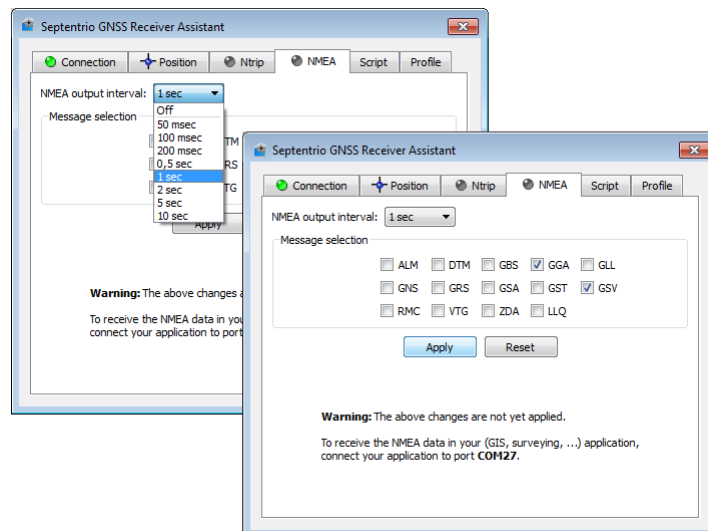 Septentrio GNSS Receiver Assistant
Connection Position Ntrip NMEA Script Profile
NMEA output interval: 1 sec
Off
Message selection
50 msec
100 msec
200 msec
0,5 sec
1 sec
2 sec
5 sec
10 sec
Warning: The above changes
To receive the NMEA data in
connect your application to port
Septentrio GNSS Receiver Assistant
Connection Position Ntrip NMEA Script Profile
NMEA output interval: 1 sec
Message selection
ALM DTM GBS GGA GLL
GNS GRS GSA GST GSV
RMC VTG ZDA LLQ
Apply Reset
Warning: The above changes are not yet applied.
To receive the NMEA data in your (GIS, surveying, ...) application,
connect your application to port COM27.